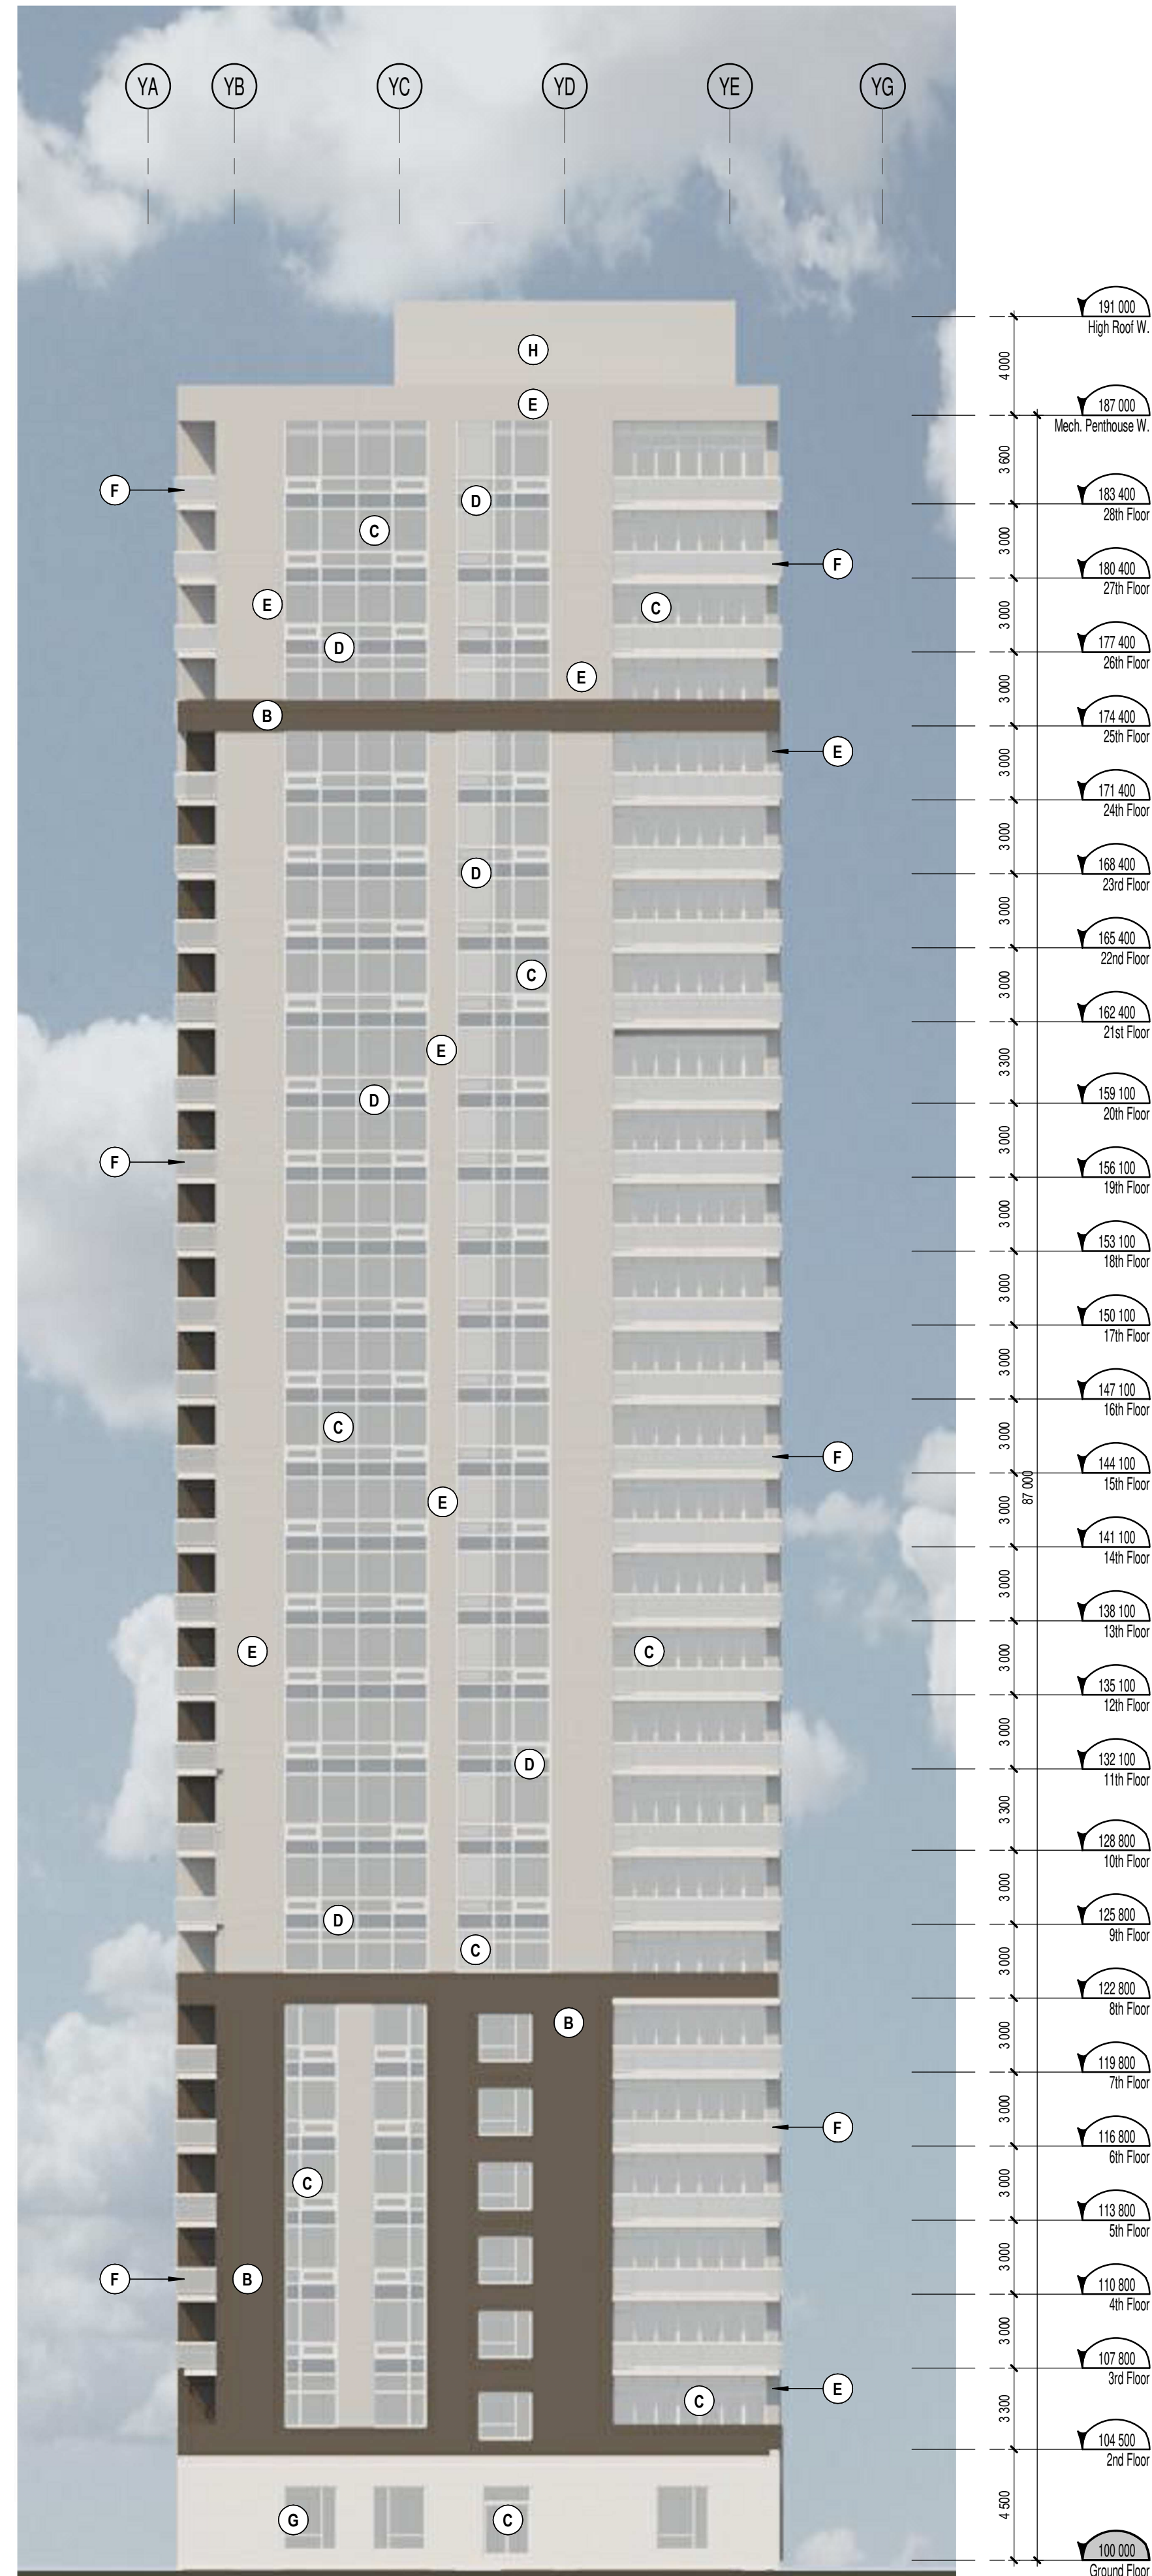 YA YB YC YD YE YG
191 000
High Roof W.
4 000
H
187 000
Mech. Penthouse W.
E
3 600
F
D
183 400
28th Floor
C
3 000
F
180 400
27th Floor
E
C
3 000
D
177 400
26th Floor
E
3 000
B
174 400
25th Floor
E
3 000
171 400
24th Floor
3 000
D
168 400
23rd Floor
3 000
165 400
22nd Floor
C
3 000
162 400
21st Floor
E
3 300
D
159 100
20th Floor
3 000
F
156 100
19th Floor
3 000
153 100
18th Floor
3 000
150 100
17th Floor
3 000
147 100
16th Floor
C
3 000
F
144 100
15th Floor
87 000
E
3 000
141 100
14th Floor
3 000
138 100
13th Floor
E
C
3 000
135 100
12th Floor
3 000
D
132 100
11th Floor
3 300
128 800
10th Floor
3 000
D
125 800
9th Floor
C
3 000
122 800
8th Floor
B
3 000
119 800
7th Floor
3 000
F
116 800
6th Floor
C
3 000
113 800
5th Floor
3 000
F
B
110 800
4th Floor
3 000
107 800
3rd Floor
E
C
3 300
104 500
2nd Floor
4 500
G
C
100 000
Ground Floor